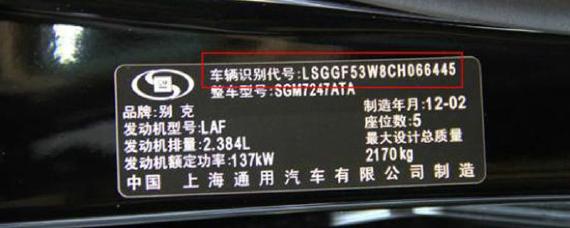 车辆识别代号:LSGGF53W8CH066445
整车型号:SGM7247ATA
品牌:别克 制造年月:12-02
发动机型号:LAF 座位数:5
发动机排量:2.384L 最大设计总质量
发动机额定功率:137kW 2170kg
中国 上海通用汽车有限公司制造